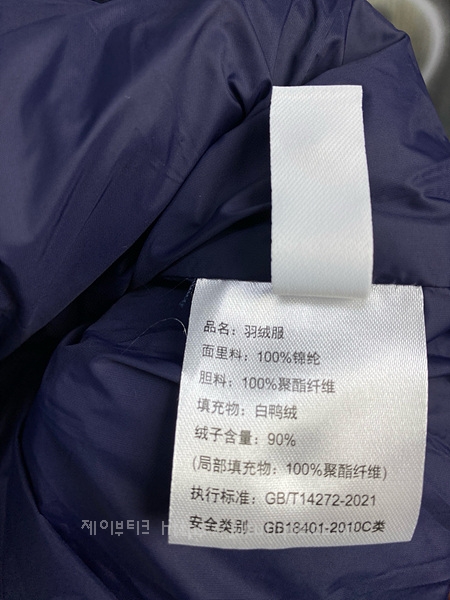 品名：羽绒服
面里料：100%锦纶
胆料：100%聚酯纤维
填充物：白鸭绒
绒子含量：90%
(局部填充物：100%聚酯纤维)
执行标准：GB/T14272-2021
安全类别：GB18401-2010C类
제이부티크